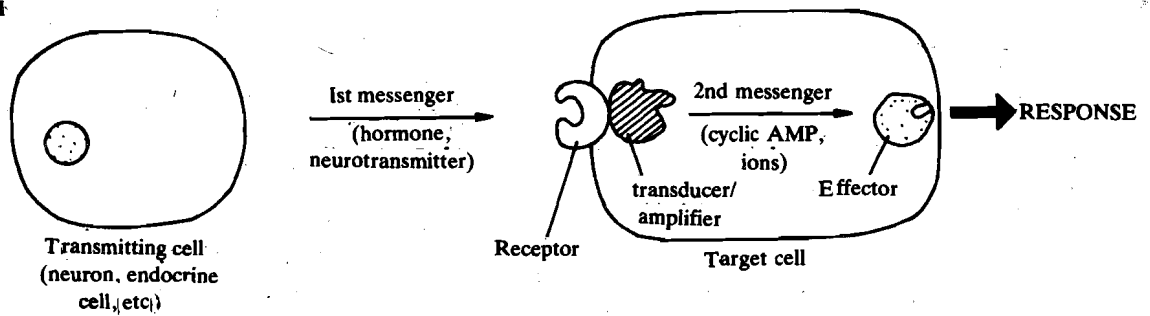 Ist messenger
(hormone,
neurotransmitter)
2nd messenger
(cyclic AMP,
ions)
RESPONSE
transducer/
amplifier
Effector
Receptor
Target cell
Transmitting cell
(neuron, endocrine
cell, etc)